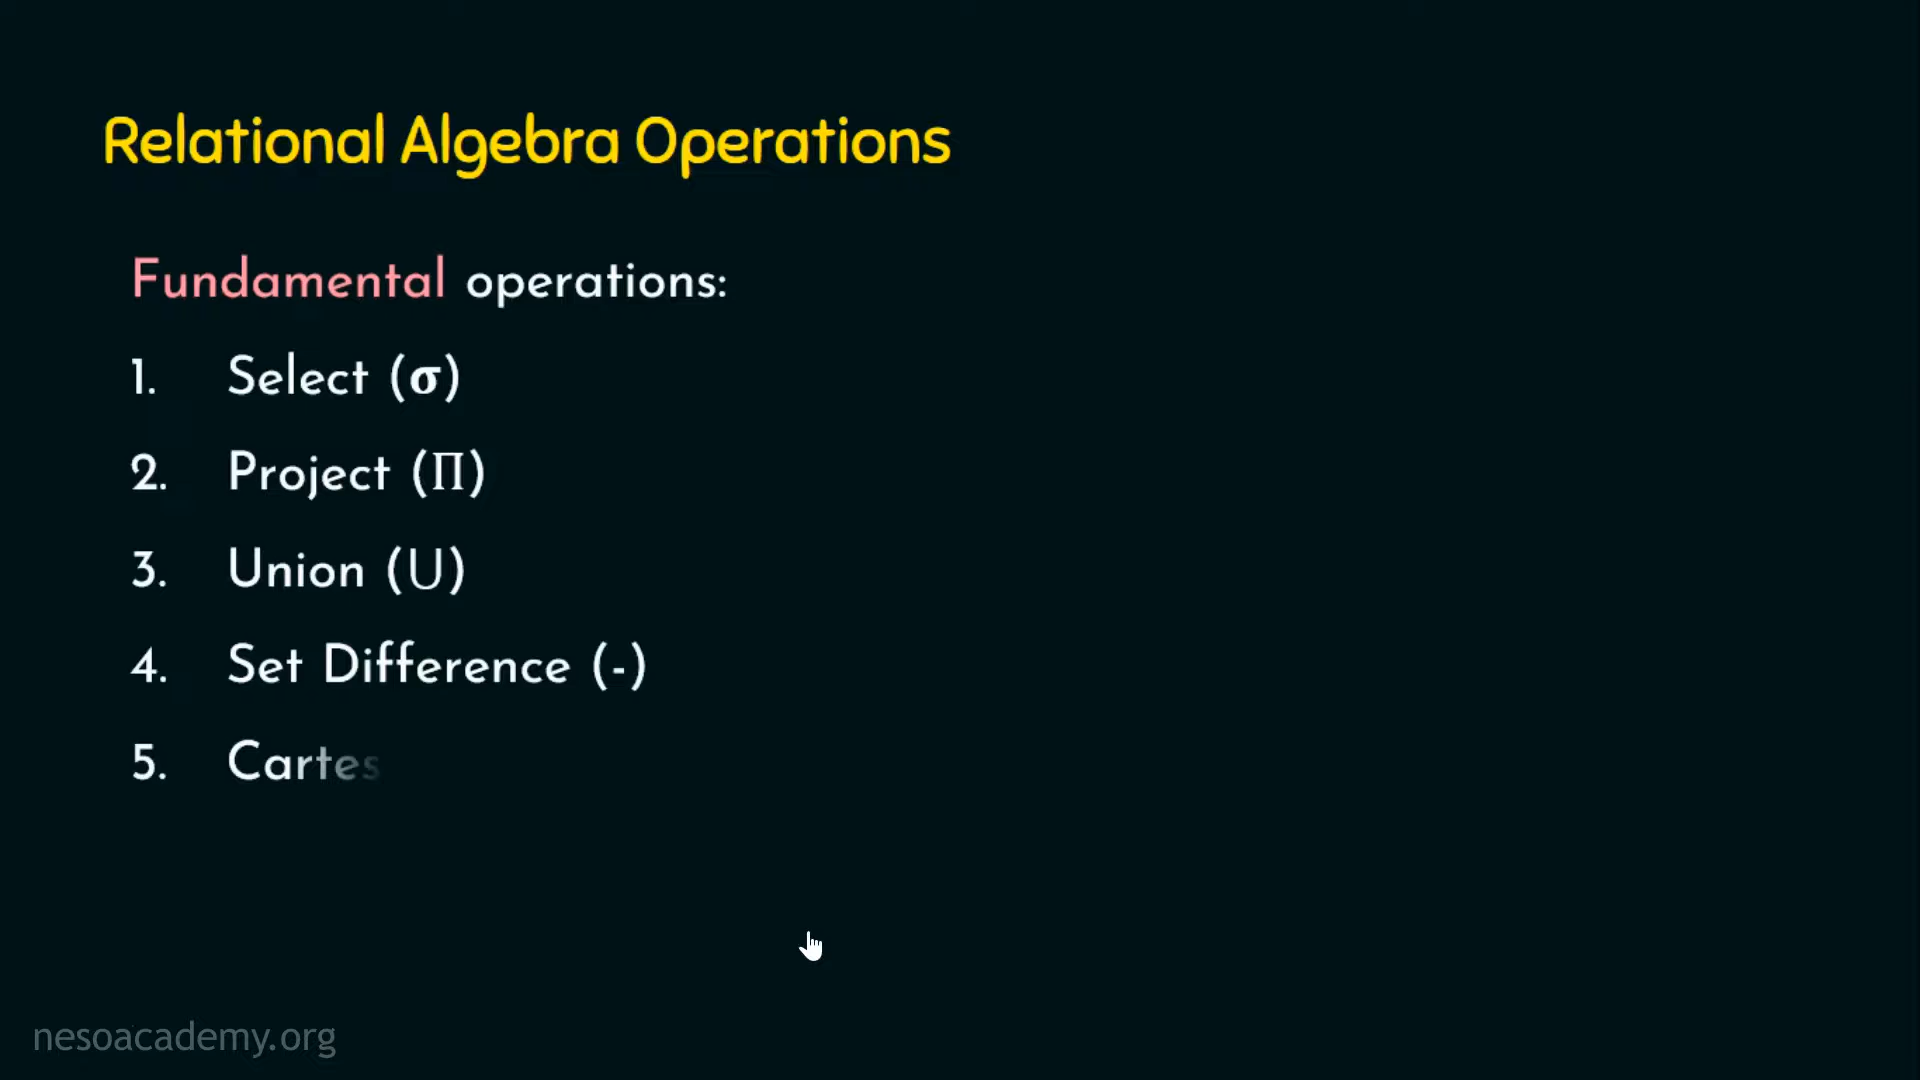 Relational Algebra Operations
Fundamental operations:
1. Select (σ)
2. Project (Π)
3. Union (∪)
4. Set Difference (-)
5. Cartes
nesoacademy.org